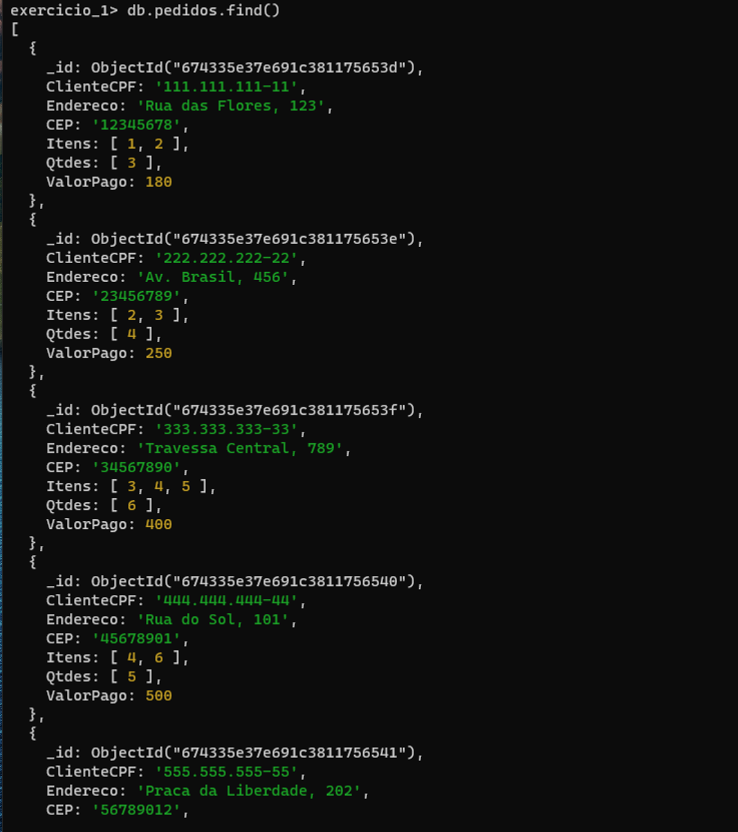 exercicio_1> db.pedidos.find()
[
  {
    _id: ObjectId("674335e37e691c381175653d"),
    ClienteCPF: '111.111.111-11',
    Endereco: 'Rua das Flores, 123',
    CEP: '12345678',
    Itens: [ 1, 2 ],
    Qtdes: [ 3 ],
    ValorPago: 180
  },
  {
    _id: ObjectId("674335e37e691c381175653e"),
    ClienteCPF: '222.222.222-22',
    Endereco: 'Av. Brasil, 456',
    CEP: '23456789',
    Itens: [ 2, 3 ],
    Qtdes: [ 4 ],
    ValorPago: 250
  },
  {
    _id: ObjectId("674335e37e691c381175653f"),
    ClienteCPF: '333.333.333-33',
    Endereco: 'Travessa Central, 789',
    CEP: '34567890',
    Itens: [ 3, 4, 5 ],
    Qtdes: [ 6 ],
    ValorPago: 400
  },
  {
    _id: ObjectId("674335e37e691c3811756540"),
    ClienteCPF: '444.444.444-44',
    Endereco: 'Rua do Sol, 101',
    CEP: '45678901',
    Itens: [ 4, 6 ],
    Qtdes: [ 5 ],
    ValorPago: 500
  },
  {
    _id: ObjectId("674335e37e691c3811756541"),
    ClienteCPF: '555.555.555-55',
    Endereco: 'Praca da Liberdade, 202',
    CEP: '56789012',